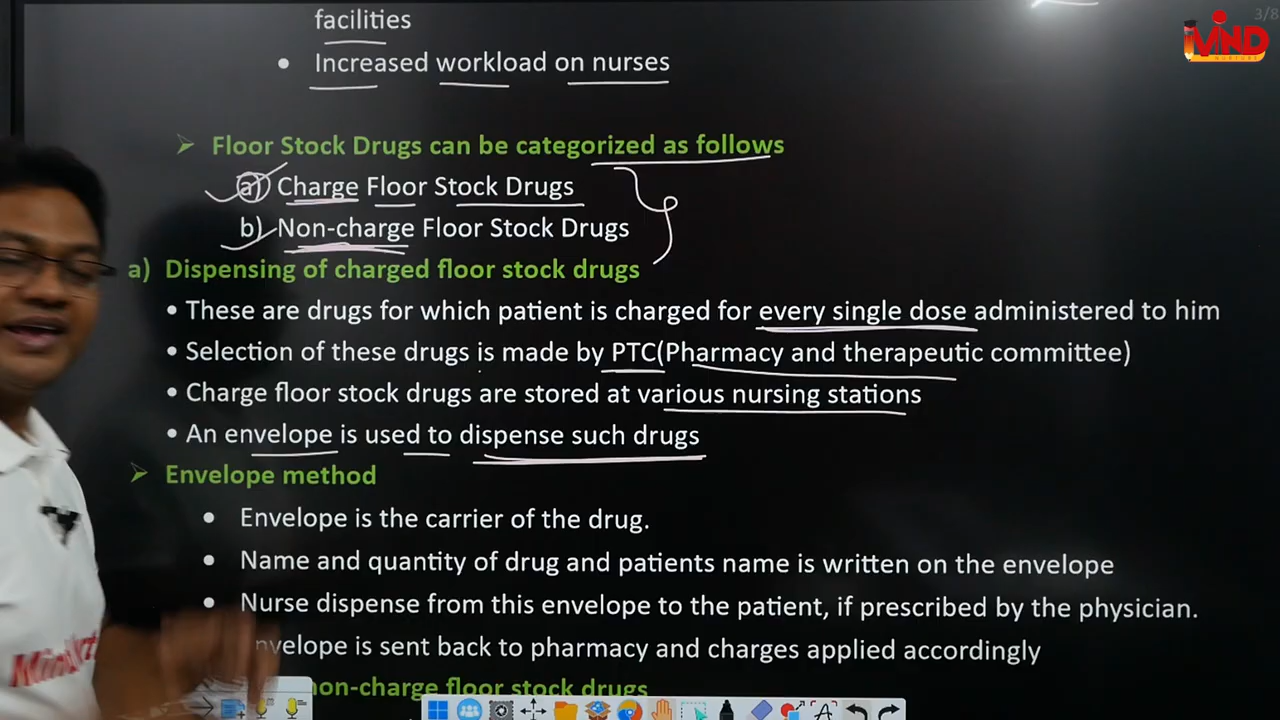 3/8
MIND
facilities
• Increased workload on nurses
➢ Floor Stock Drugs can be categorized as follows
a) Charge Floor Stock Drugs
b) Non-charge Floor Stock Drugs
a) Dispensing of charged floor stock drugs
• These are drugs for which patient is charged for every single dose administered to him
• Selection of these drugs is made by PTC(Pharmacy and therapeutic committee)
• Charge floor stock drugs are stored at various nursing stations
• An envelope is used to dispense such drugs
➢ Envelope method
• Envelope is the carrier of the drug.
• Name and quantity of drug and patients name is written on the envelope
• Nurse dispense from this envelope to the patient, if prescribed by the physician.
nvelope is sent back to pharmacy and charges applied accordingly
non-charge floor stock drugs